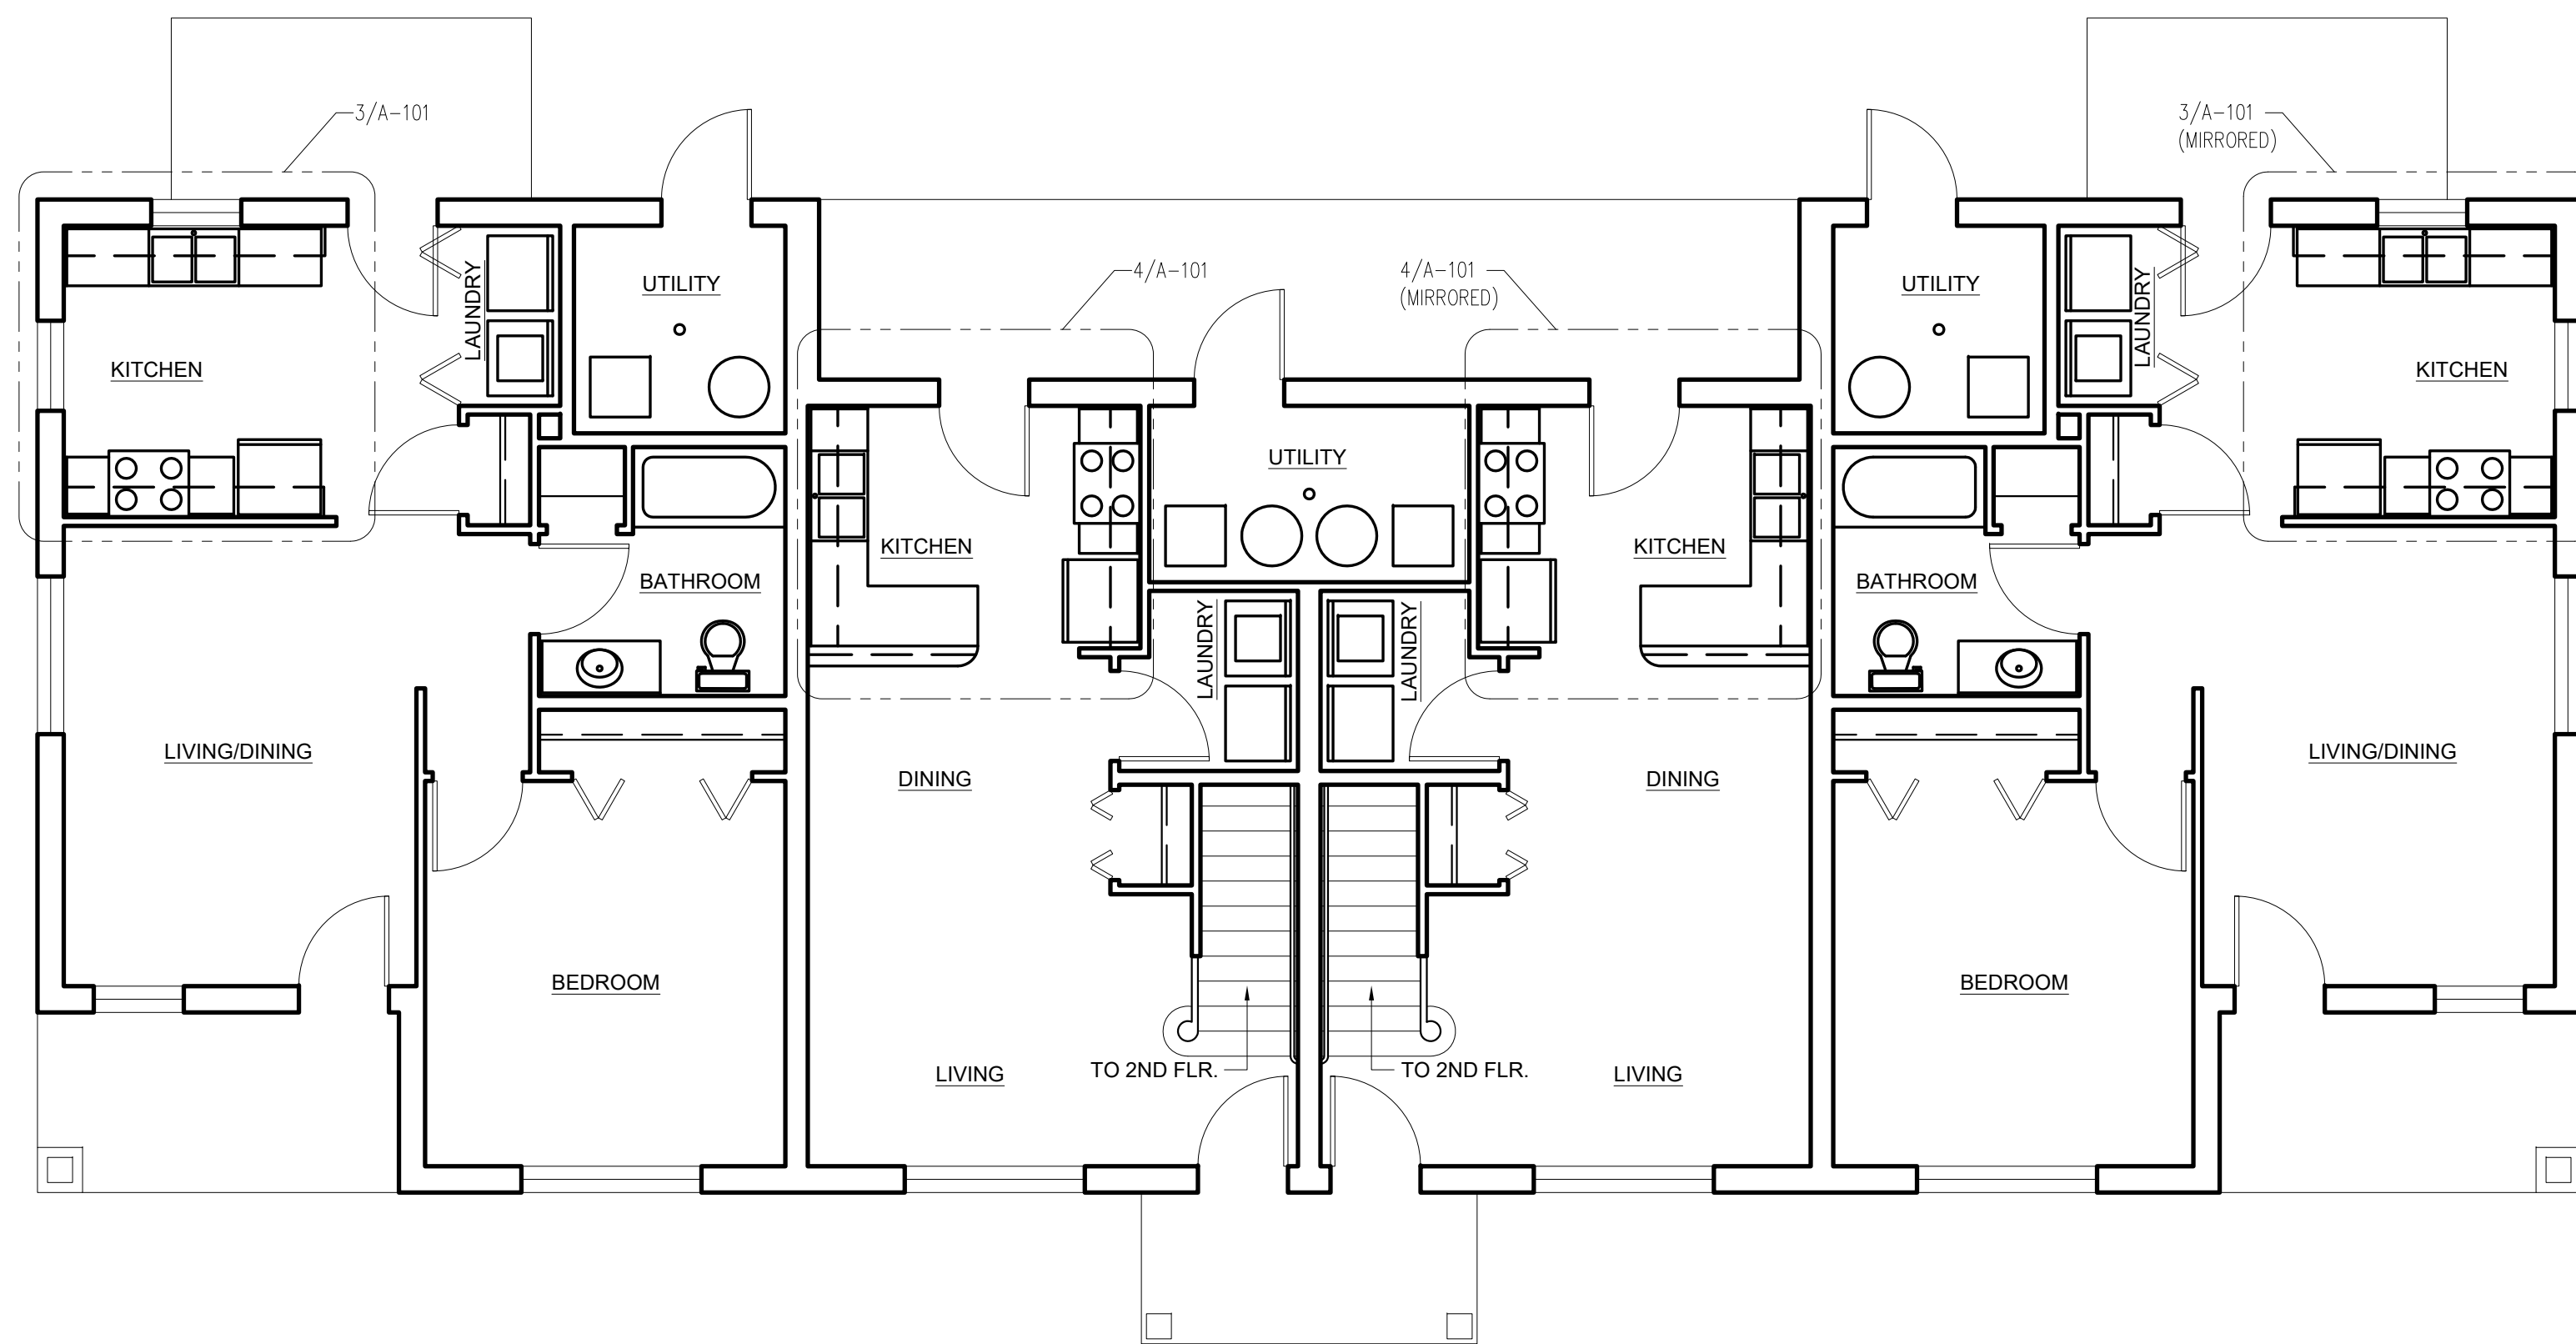 3/A-101
3/A-101
(MIRRORED)
4/A-101
4/A-101
(MIRRORED)
UTILITY
UTILITY
LAUNDRY
LAUNDRY
KITCHEN
KITCHEN
UTILITY
KITCHEN
KITCHEN
BATHROOM
BATHROOM
LAUNDRY
LAUNDRY
LIVING/DINING
DINING
DINING
LIVING/DINING
BEDROOM
BEDROOM
LIVING
TO 2ND FLR.
TO 2ND FLR.
LIVING